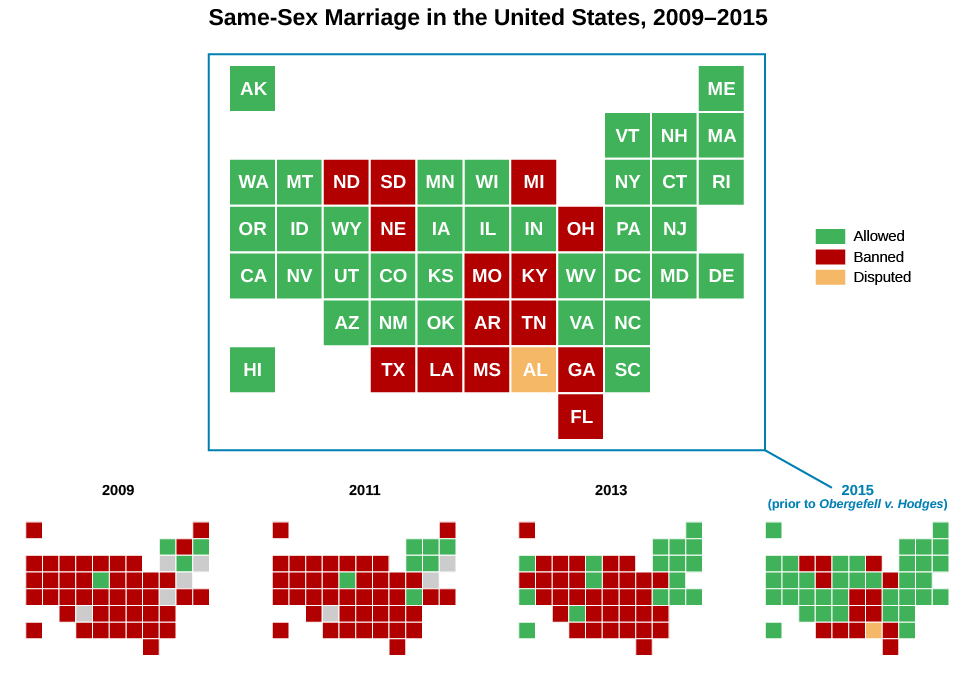 Same-Sex Marriage in the United States, 2009–2015
AK ME
VT NH MA
WA MT ND SD MN WI MI NY CT RI
OR ID WY NE IA IL IN OH PA NJ
CA NV UT CO KS MO KY WV DC MD DE
AZ NM OK AR TN VA NC
HI TX LA MS AL GA SC
FL
Allowed
Banned
Disputed
2009 2011 2013 2015
(prior to Obergefell v. Hodges)